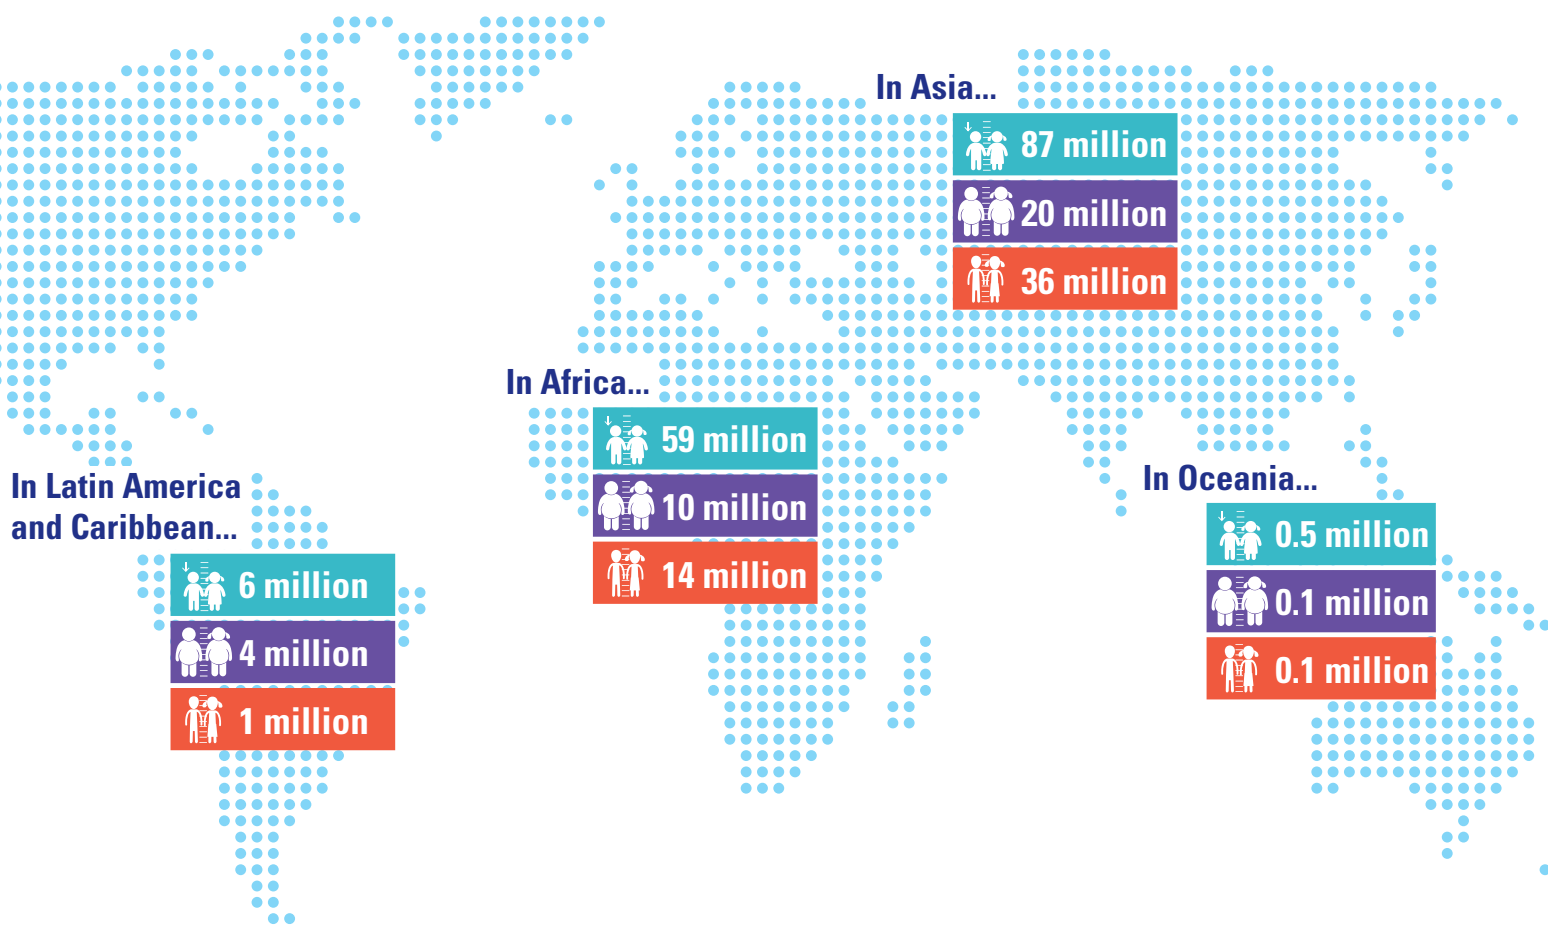 In Asia...
87 million
20 million
36 million
In Africa...
59 million
10 million
14 million
In Latin America
and Caribbean...
6 million
4 million
1 million
In Oceania...
0.5 million
0.1 million
0.1 million